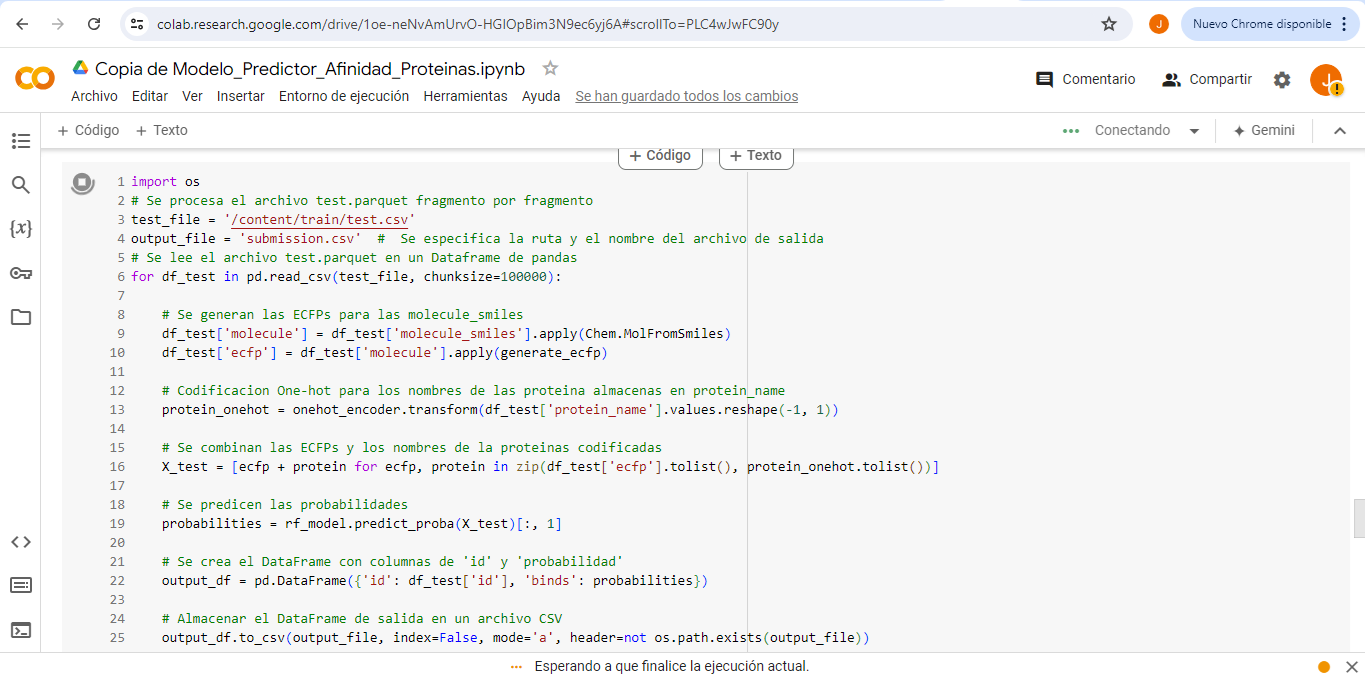 colab.research.google.com/drive/1oe-neNvAmUrvO-HGIOpBim3N9ec6yj6A#scrollTo=PLC4wJwFC90y
J
Nuevo Chrome disponible
Copia de Modelo_Predictor_Afinidad_Proteinas.ipynb
Comentario
Compartir
J
Archivo Editar Ver Insertar Entorno de ejecución Herramientas Ayuda Se han guardado todos los cambios
+ Código + Texto
Conectando
Gemini
+ Código + Texto
1 import os
2 # Se procesa el archivo test.parquet fragmento por fragmento
3 test_file = '/content/train/test.csv'
4 output_file = 'submission.csv'  #  Se especifica la ruta y el nombre del archivo de salida
5 # Se lee el archivo test.parquet en un Dataframe de pandas
6 for df_test in pd.read_csv(test_file, chunksize=100000):
7
8     # Se generan las ECFPs para las molecule_smiles
9     df_test['molecule'] = df_test['molecule_smiles'].apply(Chem.MolFromSmiles)
10     df_test['ecfp'] = df_test['molecule'].apply(generate_ecfp)
11
12     # Codificacion One-hot para los nombres de las proteina almacenas en protein_name
13     protein_onehot = onehot_encoder.transform(df_test['protein_name'].values.reshape(-1, 1))
14
15     # Se combinan las ECFPs y los nombres de la proteinas codificadas
16     X_test = [ecfp + protein for ecfp, protein in zip(df_test['ecfp'].tolist(), protein_onehot.tolist())]
17
18     # Se predicen las probabilidades
19     probabilities = rf_model.predict_proba(X_test)[:, 1]
20
21     # Se crea el DataFrame con columnas de 'id' y 'probabilidad'
22     output_df = pd.DataFrame({'id': df_test['id'], 'binds': probabilities})
23
24     # Almacenar el DataFrame de salida en un archivo CSV
25     output_df.to_csv(output_file, index=False, mode='a', header=not os.path.exists(output_file))
Esperando a que finalice la ejecución actual.